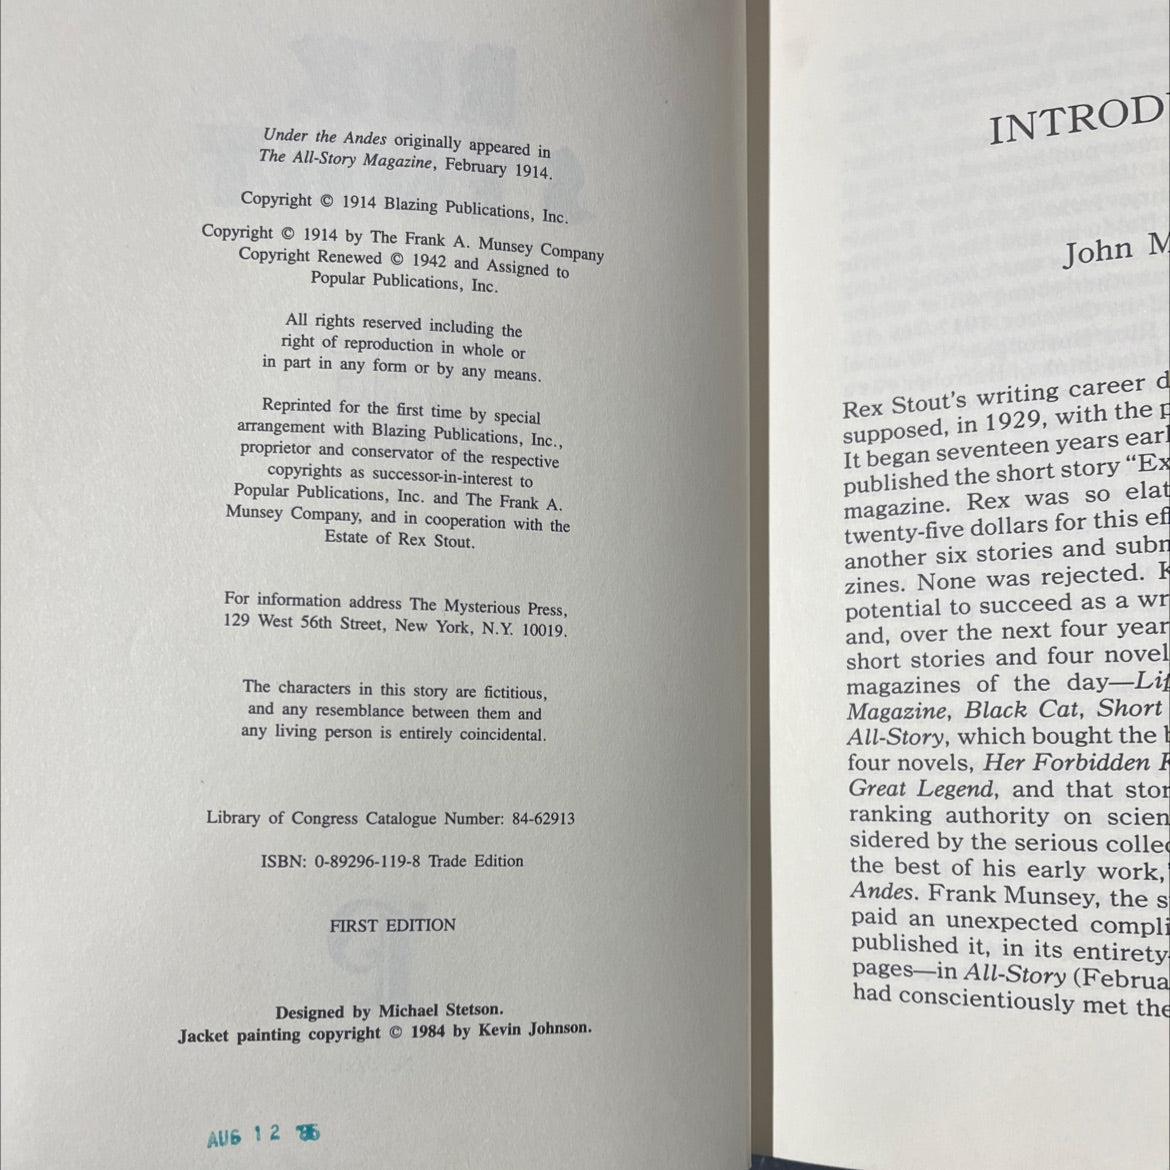 Under the Andes originally appeared in
The All-Story Magazine, February 1914.
Copyright © 1914 Blazing Publications, Inc.
Copyright © 1914 by The Frank A. Munsey Company
Copyright Renewed © 1942 and Assigned to
Popular Publications, Inc.
All rights reserved including the
right of reproduction in whole or
in part in any form or by any means.
Reprinted for the first time by special
arrangement with Blazing Publications, Inc.,
proprietor and conservator of the respective
copyrights as successor-in-interest to
Popular Publications, Inc. and The Frank A.
Munsey Company, and in cooperation with the
Estate of Rex Stout.
For information address The Mysterious Press,
129 West 56th Street, New York, N.Y. 10019.
The characters in this story are fictitious,
and any resemblance between them and
any living person is entirely coincidental.
Library of Congress Catalogue Number: 84-62913
ISBN: 0-89296-119-8 Trade Edition
FIRST EDITION
Designed by Michael Stetson.
Jacket painting copyright © 1984 by Kevin Johnson.
AUG 12
INTROD
John M
Rex Stout's writing career d
supposed, in 1929, with the p
It began seventeen years earl
published the short story “Ex
magazine. Rex was so elat
twenty-five dollars for this eff
another six stories and subm
zines. None was rejected. K
potential to succeed as a wr
and, over the next four year
short stories and four novel
magazines of the day—Lif
Magazine, Black Cat, Short
All-Story, which bought the b
four novels, Her Forbidden K
Great Legend, and that stor
ranking authority on scien
sidered by the serious collec
the best of his early work,
Andes. Frank Munsey, the s
paid an unexpected compli
published it, in its entirety
pages—in All-Story (Februa
had conscientiously met the